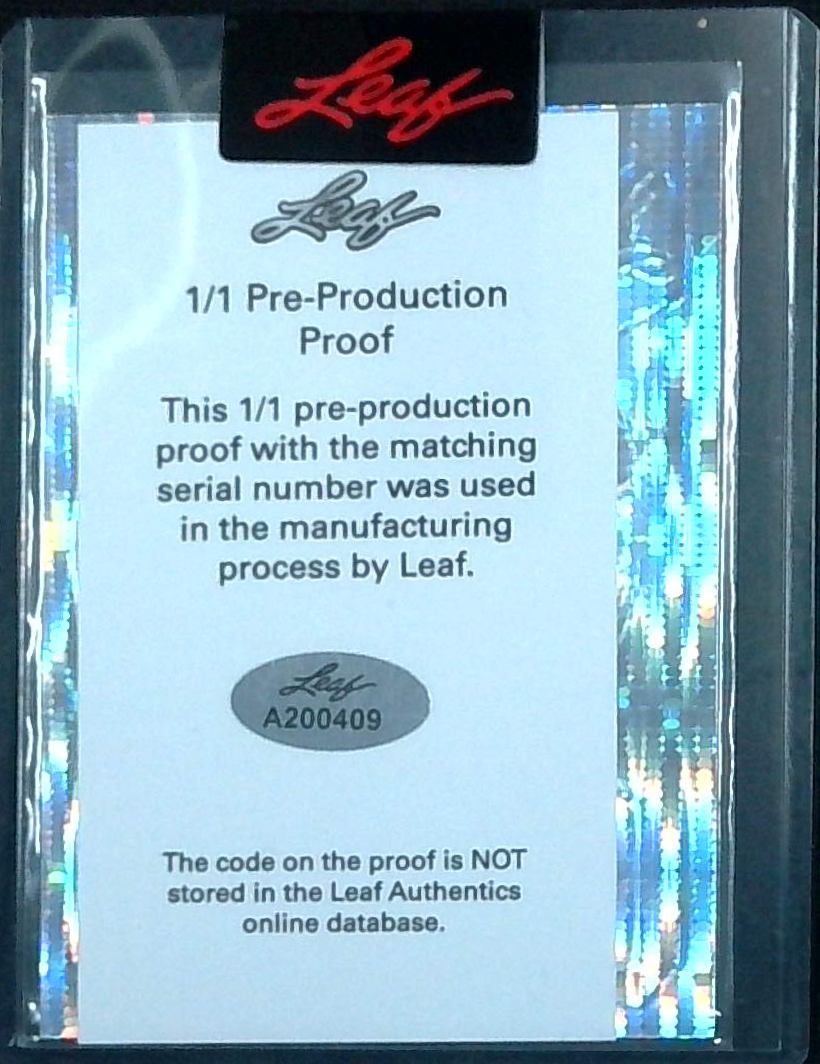 Leaf
Leaf
1/1 Pre-Production
Proof
This 1/1 pre-production
proof with the matching
serial number was used
in the manufacturing
process by Leaf.
Leaf
A200409
The code on the proof is NOT
stored in the Leaf Authentics
online database.